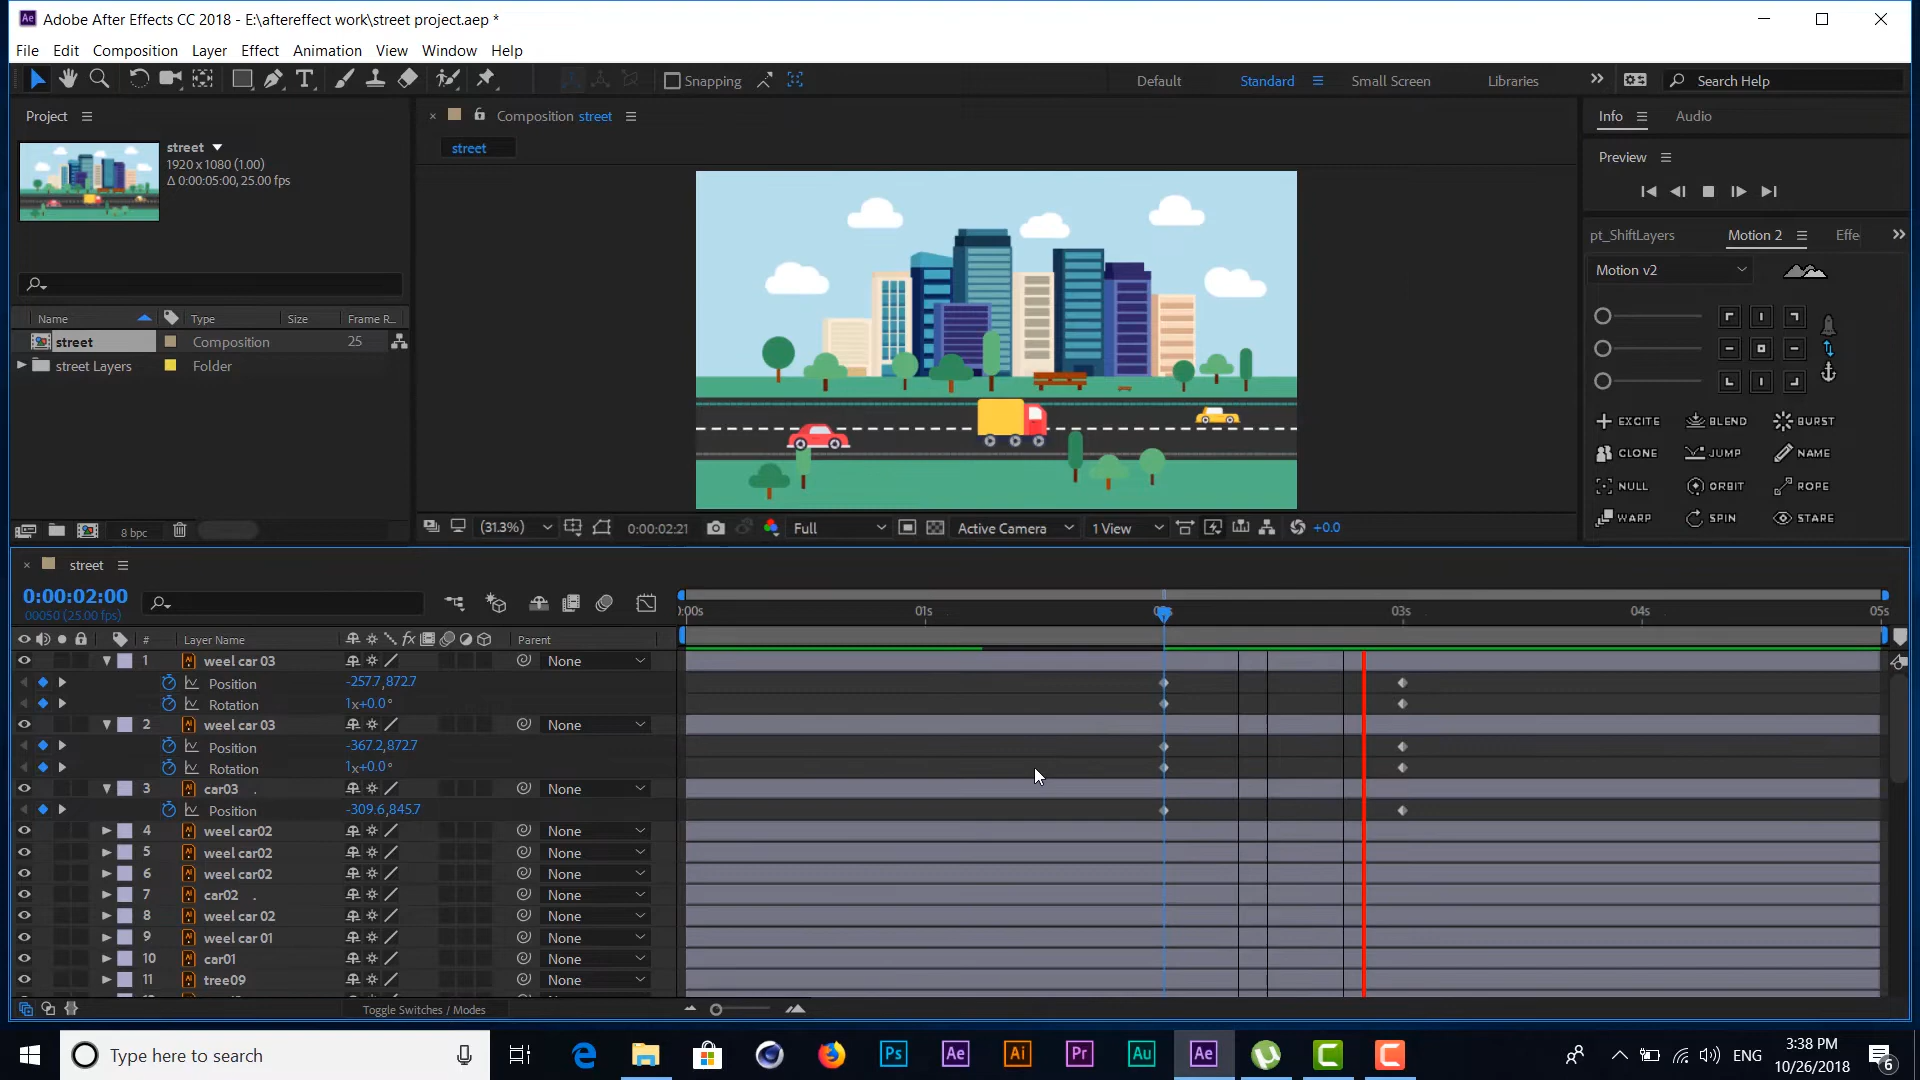 Adobe After Effects CC 2018 - E:\aftereffect work\street project.aep *
File Edit Composition Layer Effect Animation View Window Help
Snapping Default Standard Small Screen Libraries Search Help
Project
street
1920 x 1080 (1.00)
Δ 0:00:05:00, 25.00 fps
Name Type Size Frame R...
street Composition 25
street Layers Folder
8 bpc
Composition street
street
(31.3%) 0:00:02:21 Full Active Camera 1 View +0.0
Info Audio
Preview
pt_ShiftLayers Motion 2 Effe
Motion v2
EXCITE BLEND BURST
CLONE JUMP NAME
NULL ORBIT ROPE
WARP SPIN STARE
street
0:00:02:00
00050 (25.00 fps)
:00s 01s 03s 04s 05s
# Layer Name Parent
1 weel car 03 None
Position -257.7,872.7
Rotation 1x+0.0°
2 weel car 03 None
Position -367.2,872.7
Rotation 1x+0.0°
3 car03 . None
Position -309.6,845.7
4 weel car02 None
5 weel car02 None
6 weel car02 None
7 car02 . None
8 weel car 02 None
9 weel car 01 None
10 car01 None
11 tree09 None
Toggle Switches / Modes
Type here to search
Ps Ae Ai Pr Au Ae
ENG
3:38 PM
10/26/2018
6